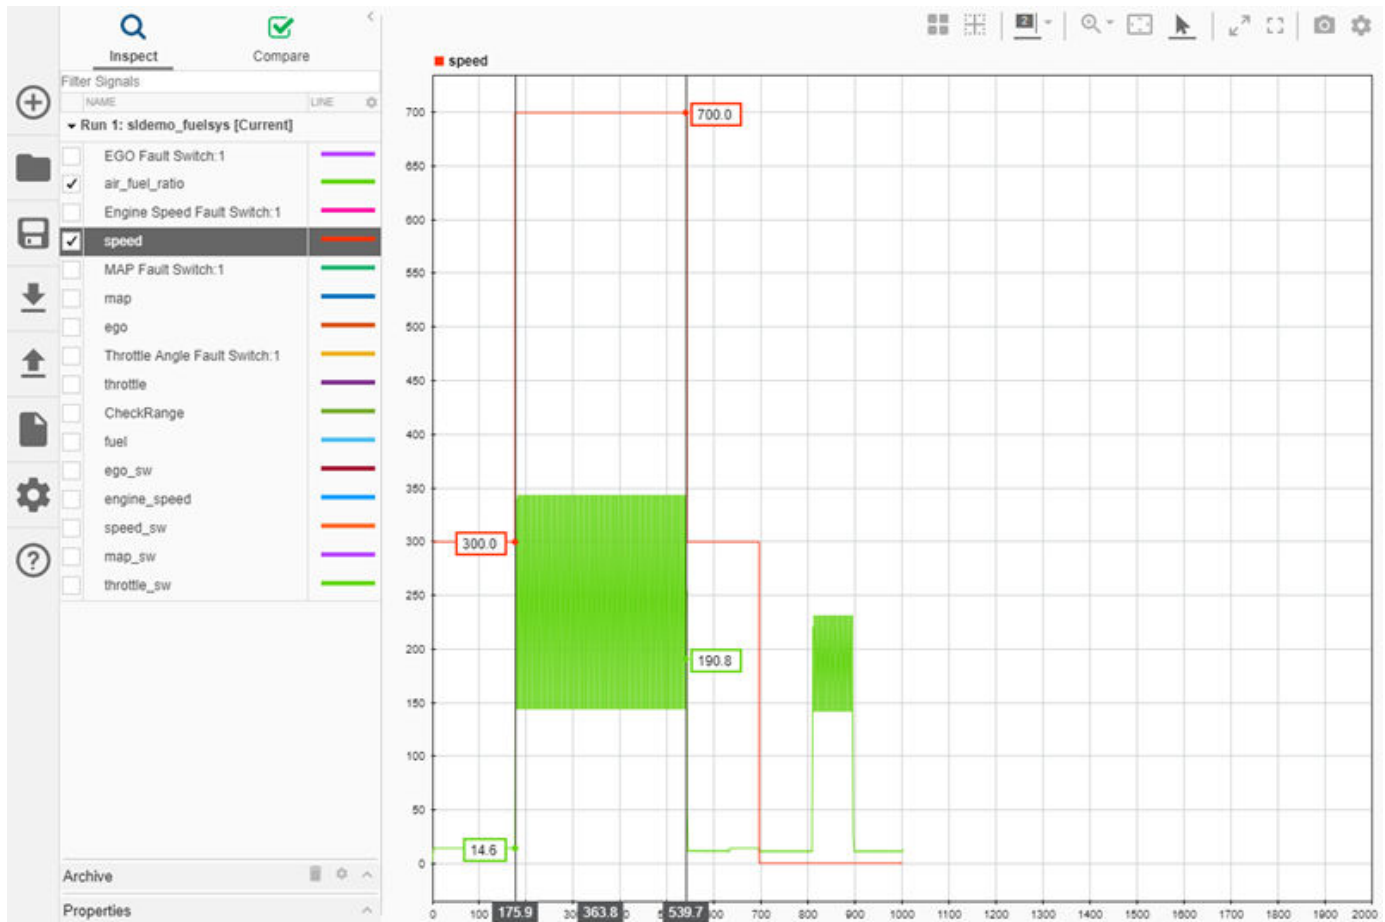 Inspect
Compare
Filter Signals
NAME LINE
Run 1: sldemo_fuelsys [Current]
EGO Fault Switch:1
air_fuel_ratio
Engine Speed Fault Switch:1
speed
MAP Fault Switch:1
map
ego
Throttle Angle Fault Switch:1
throttle
CheckRange
fuel
ego_sw
engine_speed
speed_sw
map_sw
throttle_sw
Archive
Properties
2
speed
700
650
600
550
500
450
400
350
300
250
200
150
100
50
0
700.0
300.0
190.8
14.6
0 100 175.9 363.8 539.7 700 800 900 1000 1100 1200 1300 1400 1500 1600 1700 1800 1900 2000